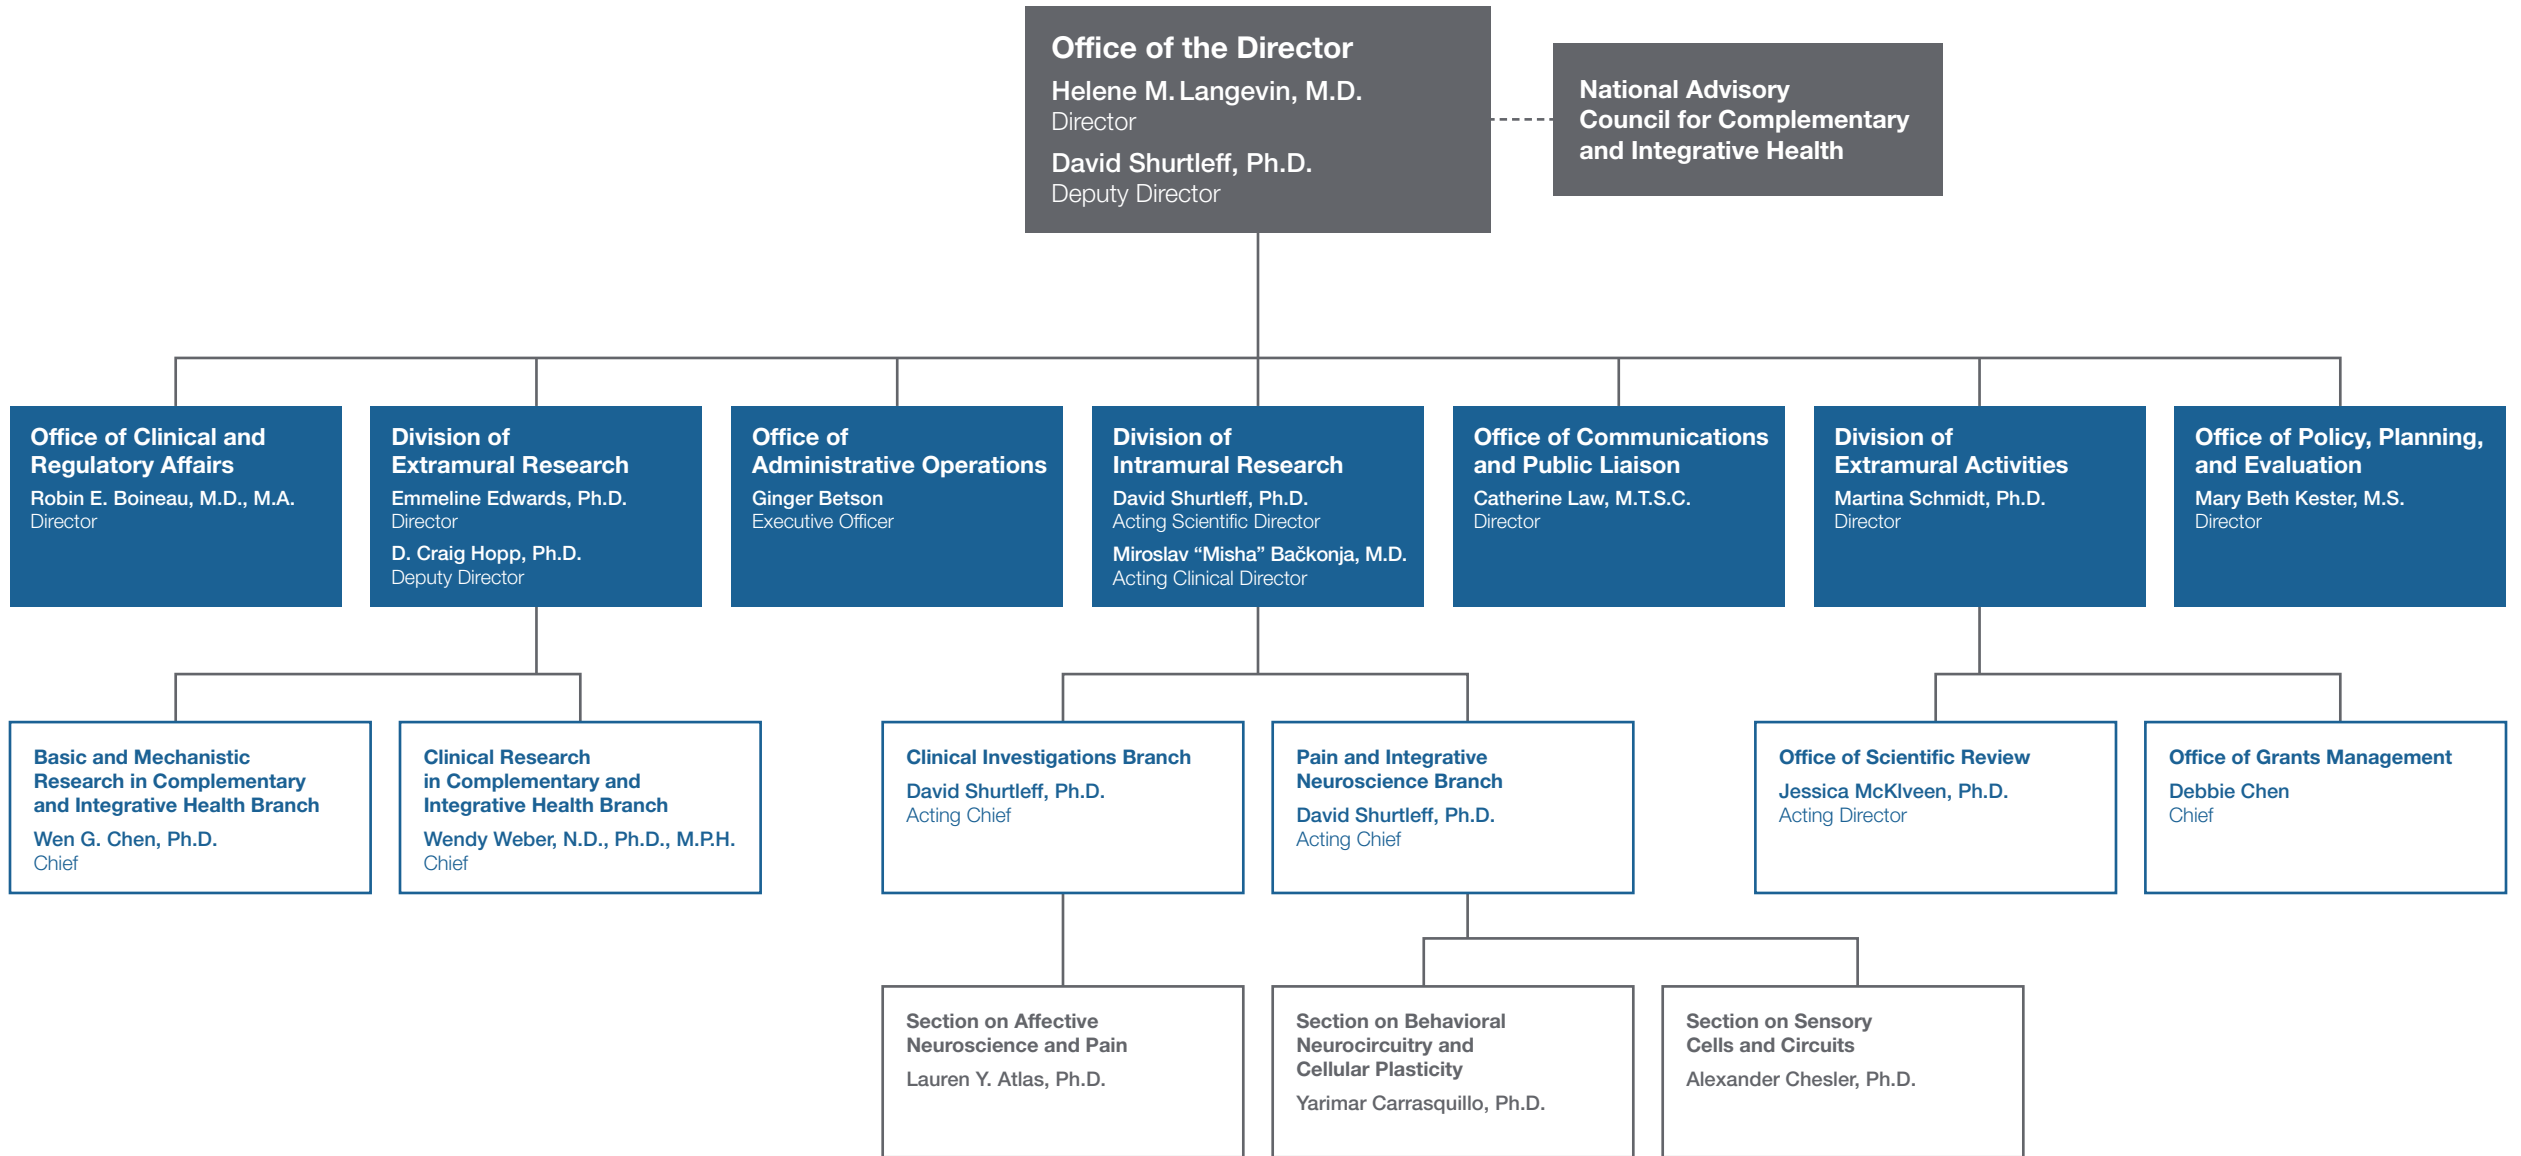 Office of the Director
Helene M. Langevin, M.D.
Director
David Shurtleff, Ph.D.
Deputy Director
National Advisory
Council for Complementary
and Integrative Health
Office of Clinical and
Regulatory Affairs
Robin E. Boineau, M.D., M.A.
Director
Division of
Extramural Research
Emmeline Edwards, Ph.D.
Director
D. Craig Hopp, Ph.D.
Deputy Director
Office of
Administrative Operations
Ginger Betson
Executive Officer
Division of
Intramural Research
David Shurtleff, Ph.D.
Acting Scientific Director
Miroslav “Misha” Bačkonja, M.D.
Acting Clinical Director
Office of Communications
and Public Liaison
Catherine Law, M.T.S.C.
Director
Division of
Extramural Activities
Martina Schmidt, Ph.D.
Director
Office of Policy, Planning,
and Evaluation
Mary Beth Kester, M.S.
Director
Basic and Mechanistic
Research in Complementary
and Integrative Health Branch
Wen G. Chen, Ph.D.
Chief
Clinical Research
in Complementary and
Integrative Health Branch
Wendy Weber, N.D., Ph.D., M.P.H.
Chief
Clinical Investigations Branch
David Shurtleff, Ph.D.
Acting Chief
Pain and Integrative
Neuroscience Branch
David Shurtleff, Ph.D.
Acting Chief
Office of Scientific Review
Jessica McKlveen, Ph.D.
Acting Director
Office of Grants Management
Debbie Chen
Chief
Section on Affective
Neuroscience and Pain
Lauren Y. Atlas, Ph.D.
Section on Behavioral
Neurocircuitry and
Cellular Plasticity
Yarimar Carrasquillo, Ph.D.
Section on Sensory
Cells and Circuits
Alexander Chesler, Ph.D.